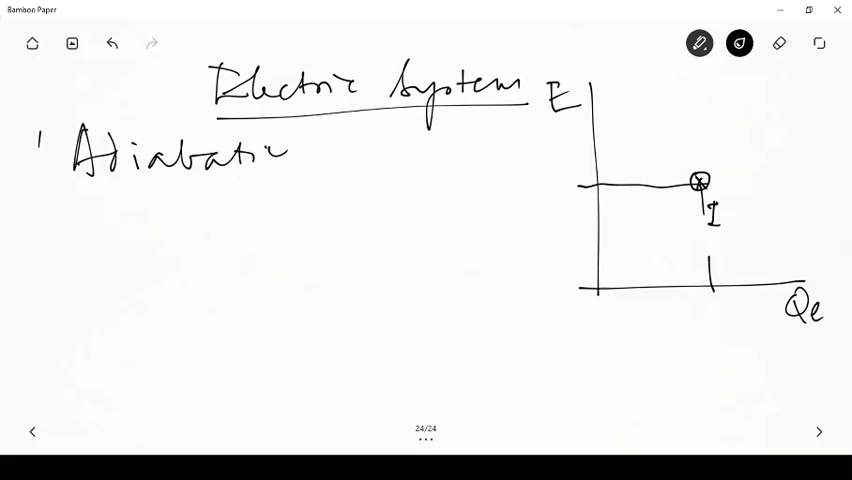 Bamboo Paper
Electric System
E
' Adiabatic
I
Qe
24/24